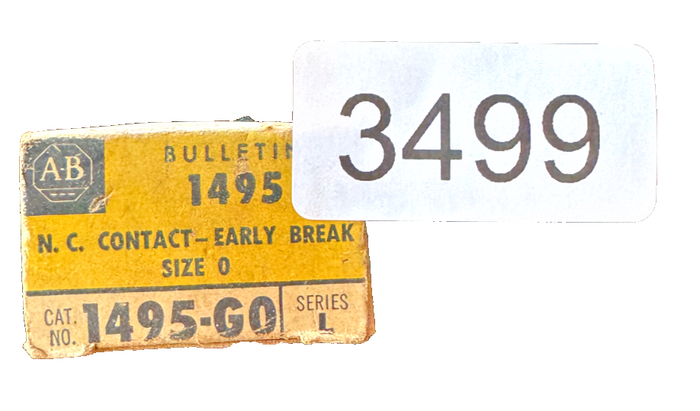 3499
A-B
BULLETIN
1495
N. C. CONTACT-EARLY BREAK
SIZE 0
CAT. NO. 1495-G0
SERIES L